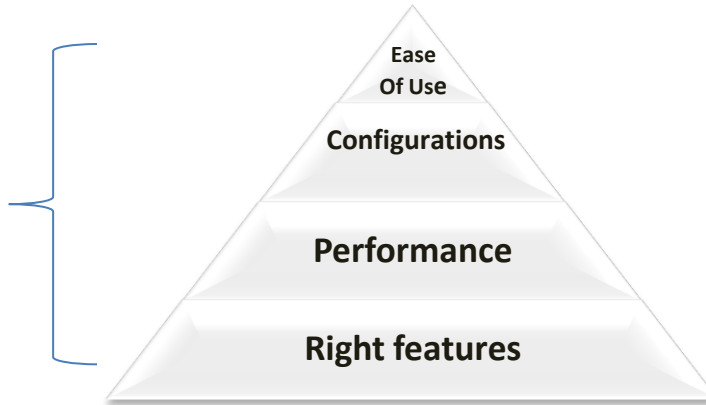 Ease
Of Use
Configurations
Performance
Right features